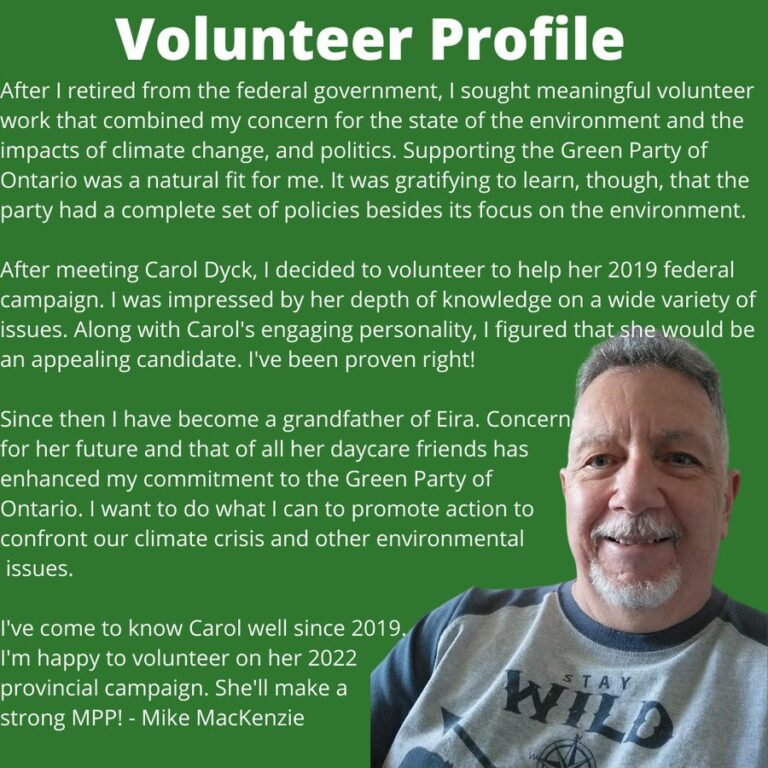 Volunteer Profile
After I retired from the federal government, I sought meaningful volunteer
work that combined my concern for the state of the environment and the
impacts of climate change, and politics. Supporting the Green Party of
Ontario was a natural fit for me. It was gratifying to learn, though, that the
party had a complete set of policies besides its focus on the environment.
After meeting Carol Dyck, I decided to volunteer to help her 2019 federal
campaign. I was impressed by her depth of knowledge on a wide variety of
issues. Along with Carol's engaging personality, I figured that she would be
an appealing candidate. I've been proven right!
Since then I have become a grandfather of Eira. Concern
for her future and that of all her daycare friends has
enhanced my commitment to the Green Party of
Ontario. I want to do what I can to promote action to
confront our climate crisis and other environmental
issues.
I've come to know Carol well since 2019.
I'm happy to volunteer on her 2022
provincial campaign. She'll make a
strong MPP! - Mike MacKenzie
STAY
WILD